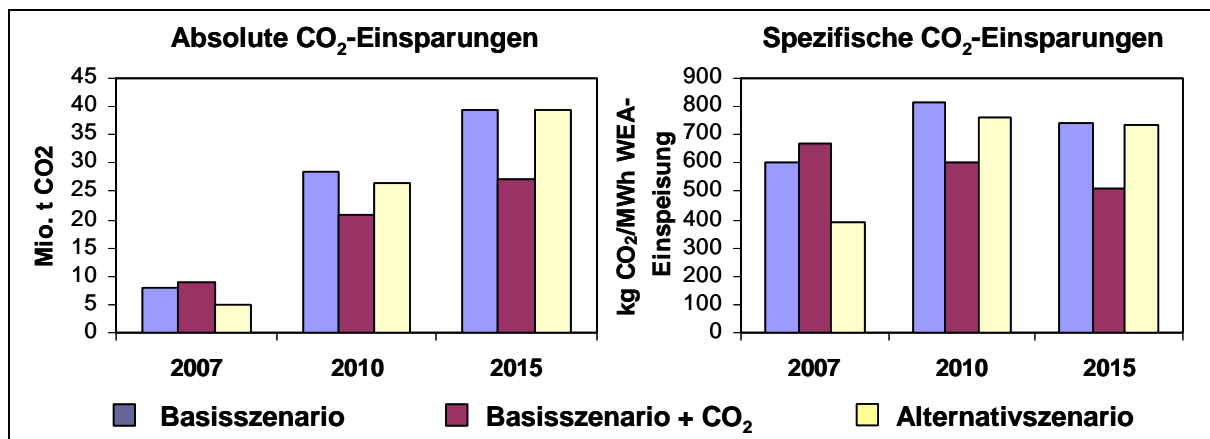 Absolute CO₂-Einsparungen
Mio. t CO2
45
40
35
30
25
20
15
10
5
0
2007 2010 2015
Spezifische CO₂-Einsparungen
kg CO₂/MWh WEA-
Einspeisung
900
800
700
600
500
400
300
200
100
0
2007 2010 2015
Basisszenario Basisszenario + CO₂ Alternativszenario